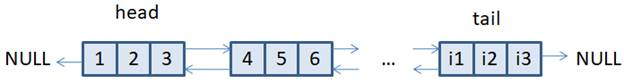 head tail
NULL 1 2 3 4 5 6 ... i1 i2 i3 NULL